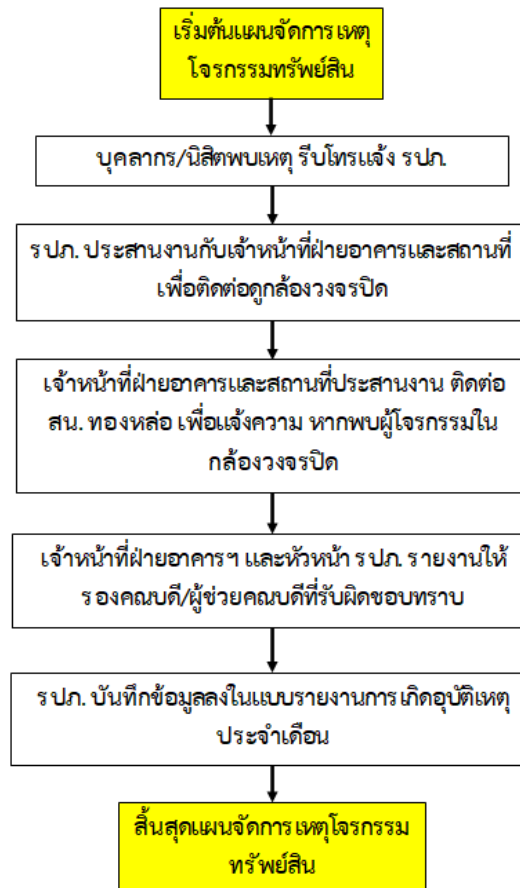 เริ่มต้นแผนจัดการเหตุ
โจรกรรมทรัพย์สิน
บุคลากร/นิสิตพบเหตุ รีบโทรแจ้ง รปภ.
รปภ. ประสานงานกับเจ้าหน้าที่ฝ่ายอาคารและสถานที่
เพื่อติดต่อดูกล้องวงจรปิด
เจ้าหน้าที่ฝ่ายอาคารและสถานที่ประสานงาน ติดต่อ
สน. ทองหล่อ เพื่อแจ้งความ หากพบผู้โจรกรรมใน
กล้องวงจรปิด
เจ้าหน้าที่ฝ่ายอาคารฯ และหัวหน้า รปภ. รายงานให้
รองคณบดี/ผู้ช่วยคณบดีที่รับผิดชอบทราบ
รปภ. บันทึกข้อมูลลงในแบบรายงานการเกิดอุบัติเหตุ
ประจำเดือน
สิ้นสุดแผนจัดการเหตุโจรกรรม
ทรัพย์สิน